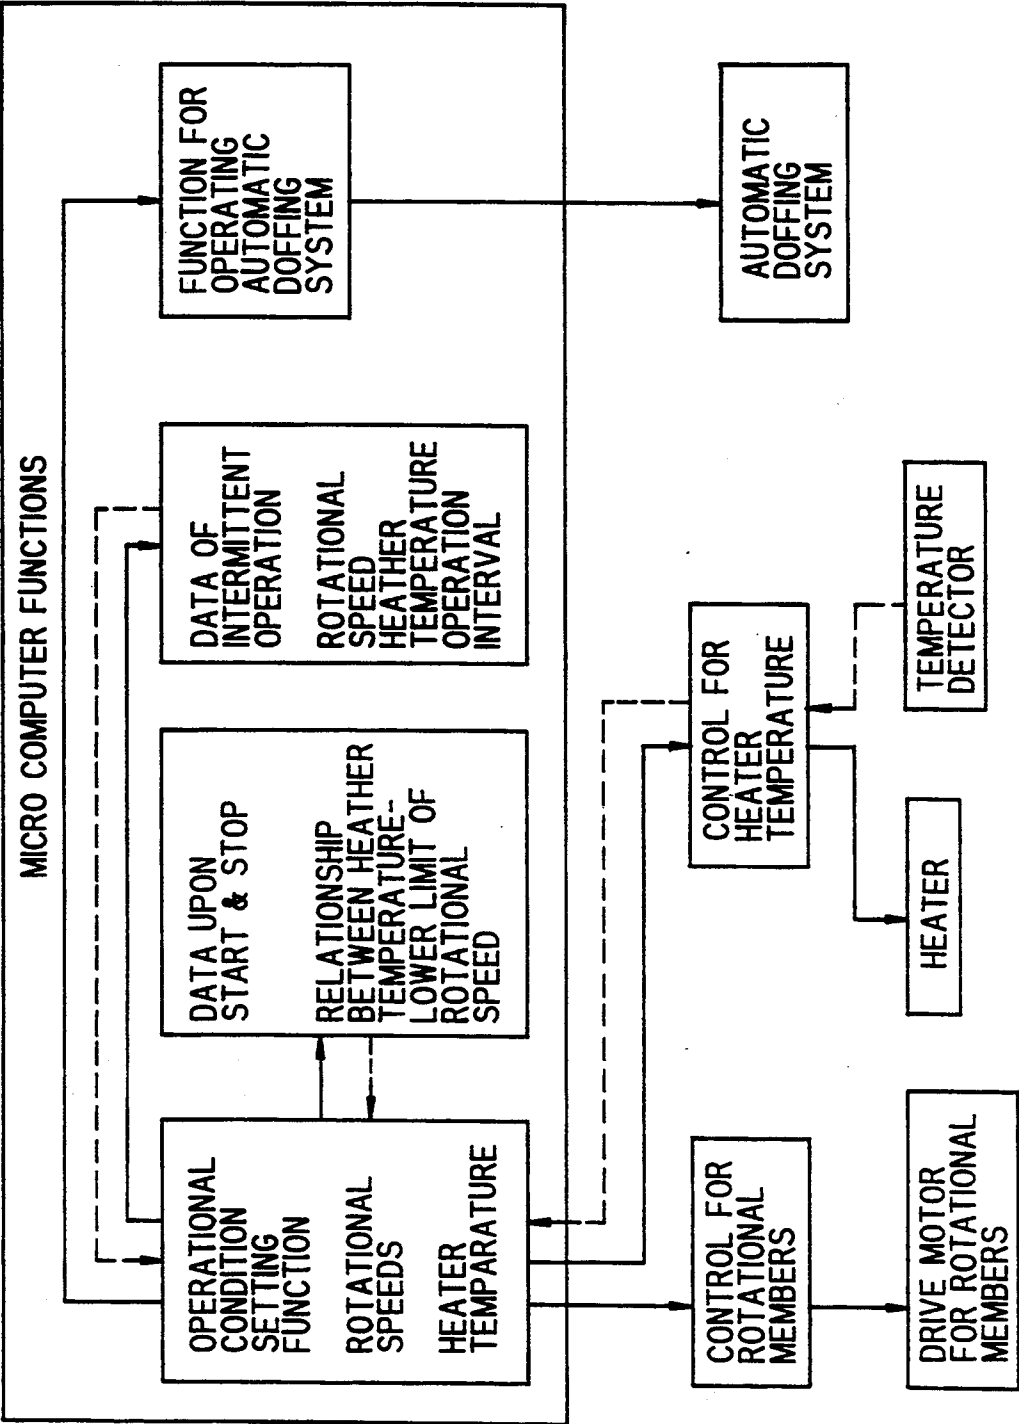 MICRO COMPUTER FUNCTIONS
OPERATIONAL
CONDITION
SETTING
FUNCTION
ROTATIONAL
SPEEDS
HEATER
TEMPARATURE
DATA UPON
START & STOP
RELATIONSHIP
BETWEEN HEATHER
TEMPERATURE-
LOWER LIMIT OF
ROTATIONAL
SPEED
DATA OF
INTERMITTENT
OPERATION
ROTATIONAL
SPEED
HEATHER
TEMPERATURE
OPERATION
INTERVAL
FUNCTION FOR
OPERATING
AUTOMATIC
DOFFING
SYSTEM
CONTROL FOR
ROTATIONAL
MEMBERS
CONTROL FOR
HEATER
TEMPERATURE
AUTOMATIC
DOFFING
SYSTEM
DRIVE MOTOR
FOR ROTATIONAL
MEMBERS
HEATER
TEMPERATURE
DETECTOR